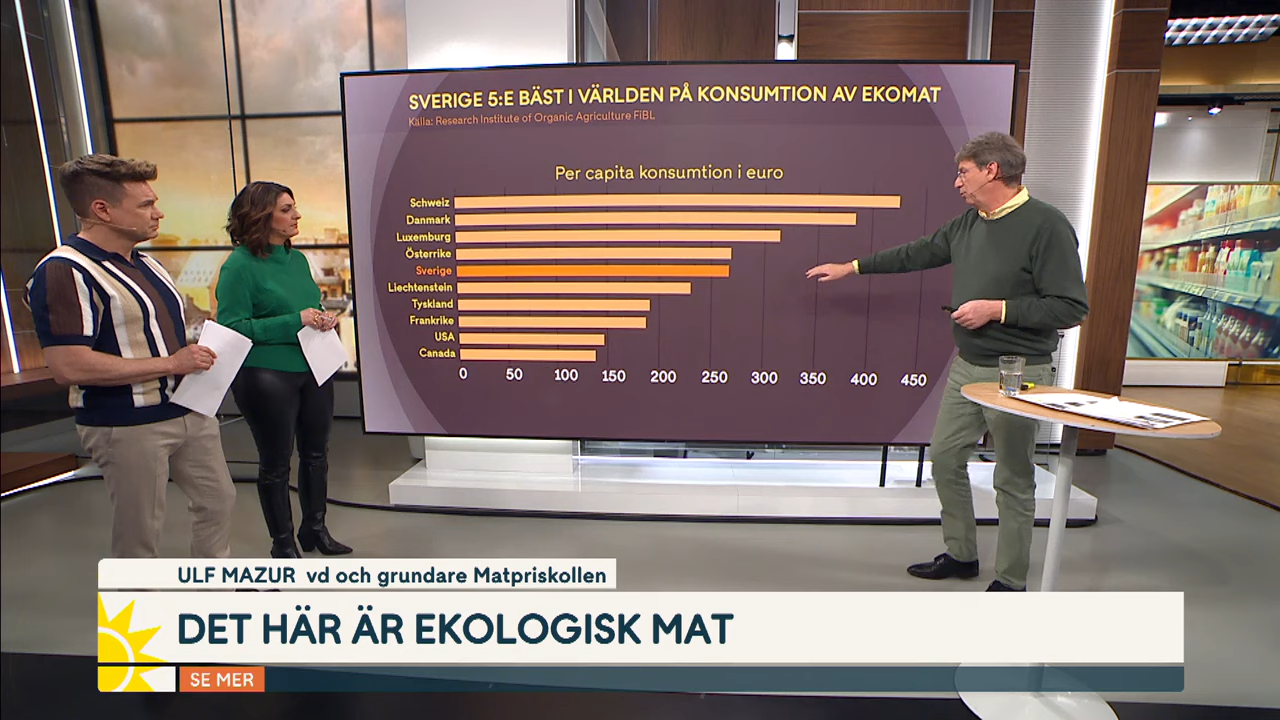 SVERIGE 5:E BÄST I VÄRLDEN PÅ KONSUMTION AV EKOMAT
Källa: Research Institute of Organic Agriculture FiBL
Per capita konsumtion i euro
Schweiz
Danmark
Luxemburg
Österrike
Sverige
Liechtenstein
Tyskland
Frankrike
USA
Canada
0 50 100 150 200 250 300 350 400 450
ULF MAZUR vd och grundare Matpriskollen
DET HÄR ÄR EKOLOGISK MAT
SE MER